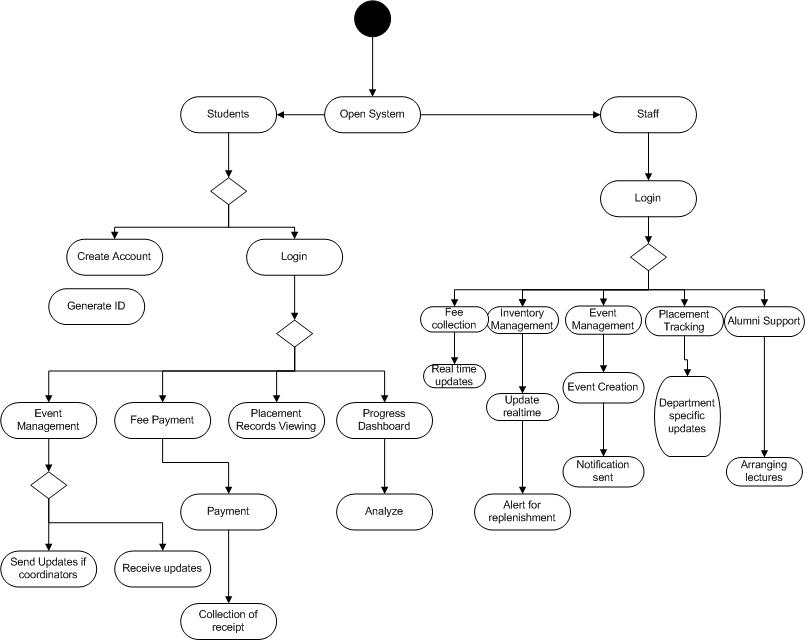 Students
Open System
Staff
Login
Create Account
Login
Generate ID
Fee
collection
Inventory
Management
Event
Management
Placement
Tracking
Alumni Support
Real time
updates
Event Creation
Update
realtime
Department
specific
updates
Event
Management
Fee Payment
Placement
Records Viewing
Progress
Dashboard
Notification
sent
Arranging
lectures
Payment
Analyze
Alert for
replenishment
Send Updates if
coordinators
Receive updates
Collection of
receipt